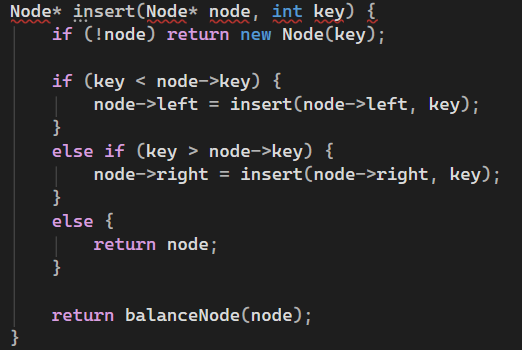 Node* insert(Node* node, int key) {
    if (!node) return new Node(key);

    if (key < node->key) {
        node->left = insert(node->left, key);
    }
    else if (key > node->key) {
        node->right = insert(node->right, key);
    }
    else {
        return node;
    }

    return balanceNode(node);
}